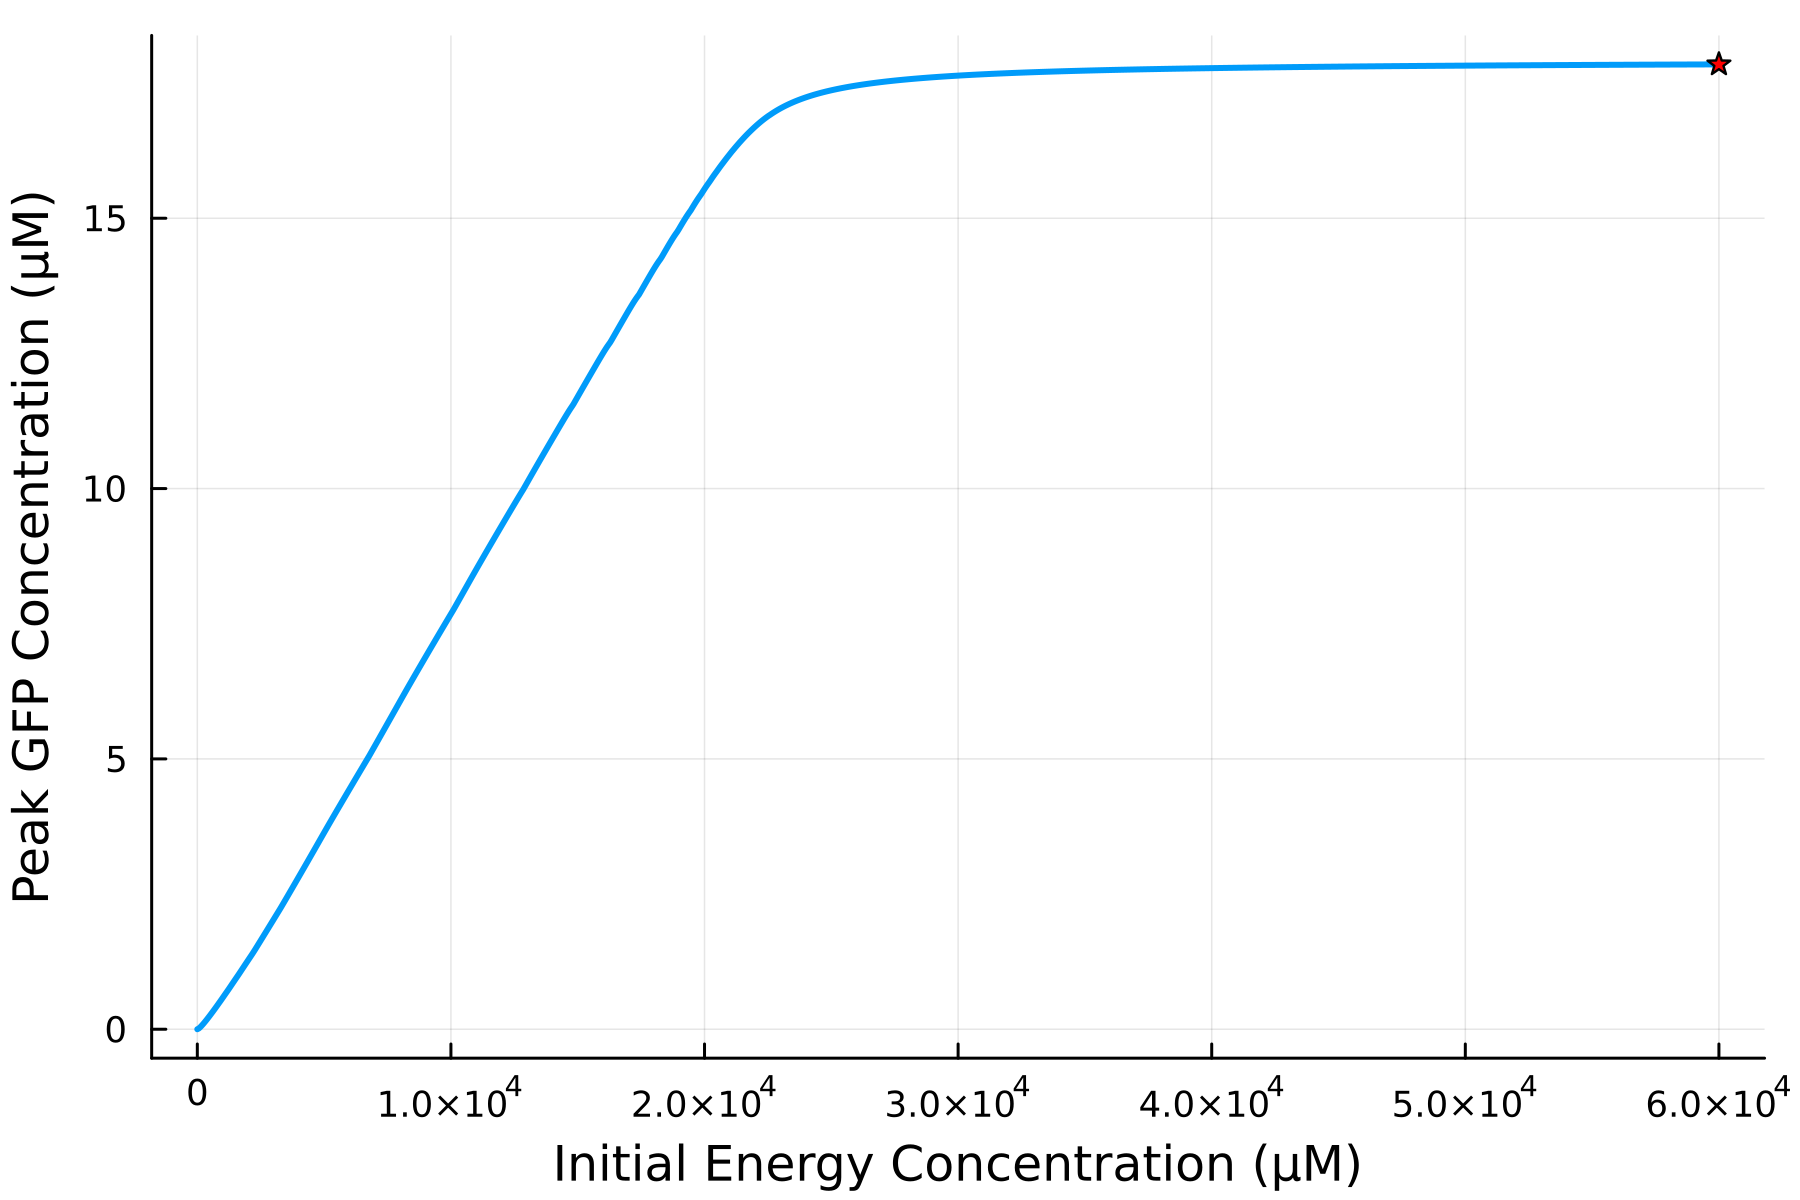 Peak GFP Concentration (μM)
15
10
5
0
0 1.0×10⁴ 2.0×10⁴ 3.0×10⁴ 4.0×10⁴ 5.0×10⁴ 6.0×10⁴
Initial Energy Concentration (μM)